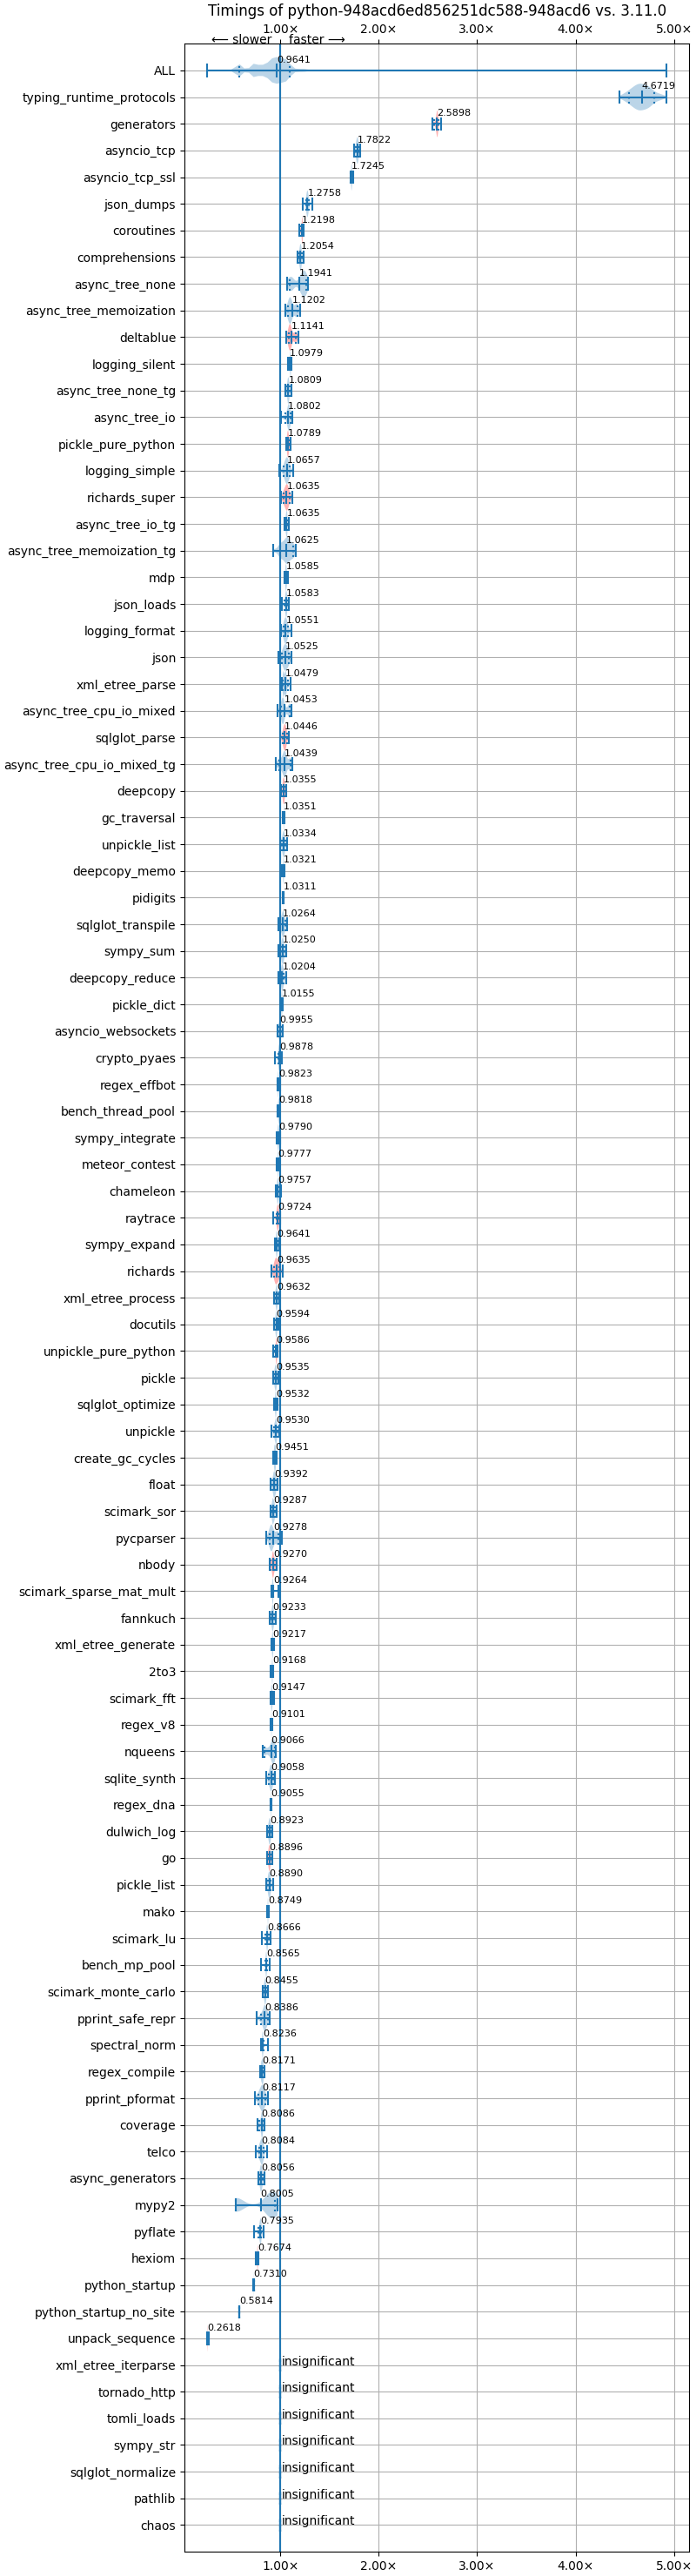 Timings of python-948acd6ed856251dc588-948acd6 vs. 3.11.0
1.00× 2.00× 3.00× 4.00× 5.00×
⟵ slower faster ⟶
ALL 0.9641
typing_runtime_protocols 4.6719
generators 2.5898
asyncio_tcp 1.7822
asyncio_tcp_ssl 1.7245
json_dumps 1.2758
coroutines 1.2198
comprehensions 1.2054
async_tree_none 1.1941
async_tree_memoization 1.1202
deltablue 1.1141
logging_silent 1.0979
async_tree_none_tg 1.0809
async_tree_io 1.0802
pickle_pure_python 1.0789
logging_simple 1.0657
richards_super 1.0635
async_tree_io_tg 1.0635
async_tree_memoization_tg 1.0625
mdp 1.0585
json_loads 1.0583
logging_format 1.0551
json 1.0525
xml_etree_parse 1.0479
async_tree_cpu_io_mixed 1.0453
sqlglot_parse 1.0446
async_tree_cpu_io_mixed_tg 1.0439
deepcopy 1.0355
gc_traversal 1.0351
unpickle_list 1.0334
deepcopy_memo 1.0321
pidigits 1.0311
sqlglot_transpile 1.0264
sympy_sum 1.0250
deepcopy_reduce 1.0204
pickle_dict 1.0155
asyncio_websockets 0.9955
crypto_pyaes 0.9878
regex_effbot 0.9823
bench_thread_pool 0.9818
sympy_integrate 0.9790
meteor_contest 0.9777
chameleon 0.9757
raytrace 0.9724
sympy_expand 0.9641
richards 0.9635
xml_etree_process 0.9632
docutils 0.9594
unpickle_pure_python 0.9586
pickle 0.9535
sqlglot_optimize 0.9532
unpickle 0.9530
create_gc_cycles 0.9451
float 0.9392
scimark_sor 0.9287
pycparser 0.9278
nbody 0.9270
scimark_sparse_mat_mult 0.9264
fannkuch 0.9233
xml_etree_generate 0.9217
2to3 0.9168
scimark_fft 0.9147
regex_v8 0.9101
nqueens 0.9066
sqlite_synth 0.9058
regex_dna 0.9055
dulwich_log 0.8923
go 0.8896
pickle_list 0.8890
mako 0.8749
scimark_lu 0.8666
bench_mp_pool 0.8565
scimark_monte_carlo 0.8455
pprint_safe_repr 0.8386
spectral_norm 0.8236
regex_compile 0.8171
pprint_pformat 0.8117
coverage 0.8086
telco 0.8084
async_generators 0.8056
mypy2 0.8005
pyflate 0.7935
hexiom 0.7674
python_startup 0.7310
python_startup_no_site 0.5814
unpack_sequence 0.2618
xml_etree_iterparse insignificant
tornado_http insignificant
tomli_loads insignificant
sympy_str insignificant
sqlglot_normalize insignificant
pathlib insignificant
chaos insignificant
1.00× 2.00× 3.00× 4.00× 5.00×